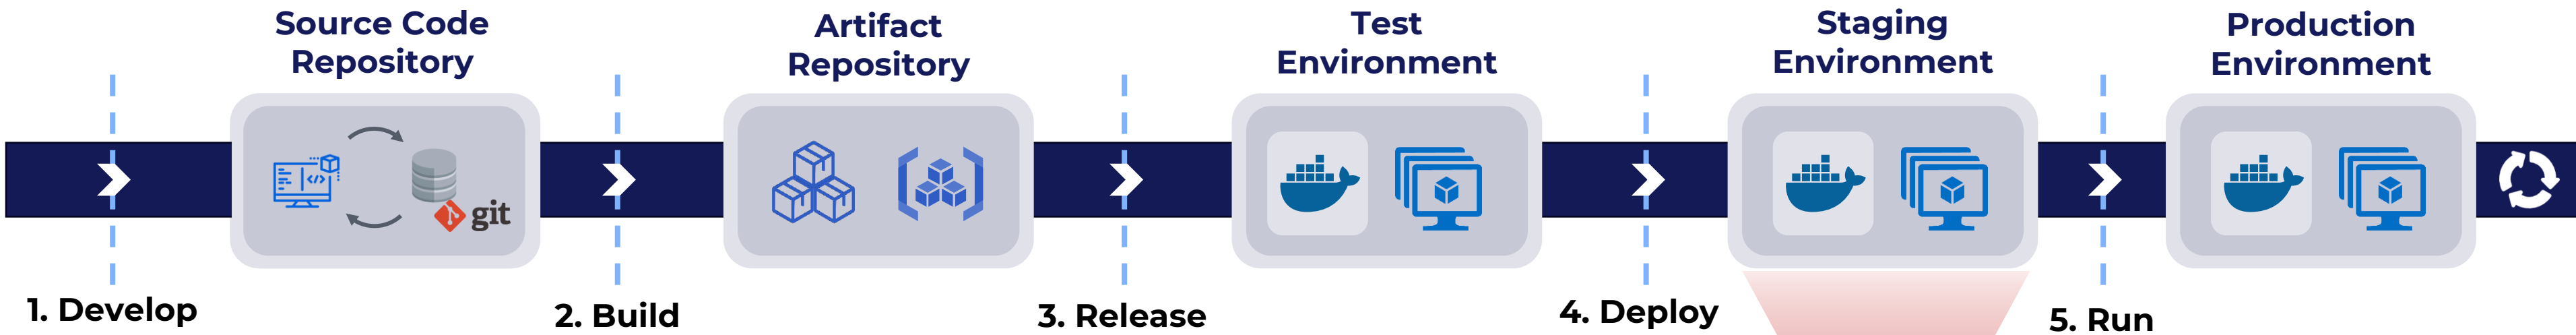 Source Code
Repository
Artifact
Repository
Test
Environment
Staging
Environment
Production
Environment
</>
git
1. Develop
2. Build
3. Release
4. Deploy
5. Run